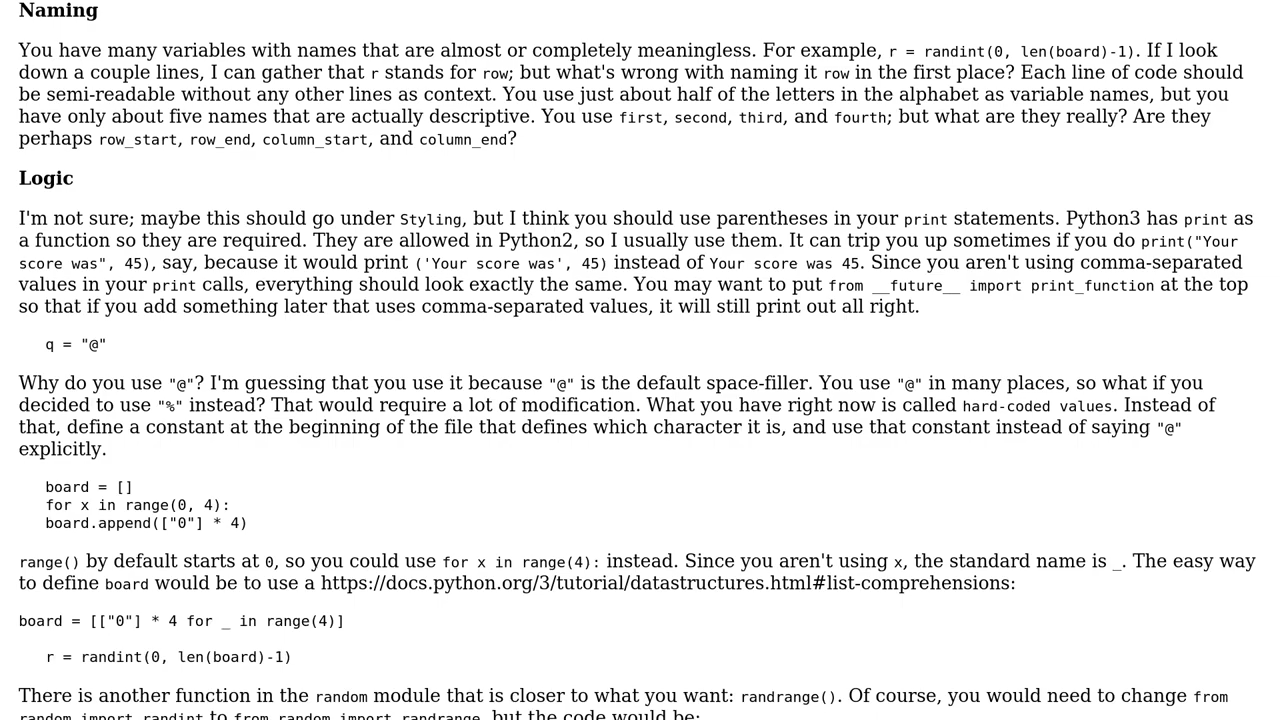 Naming
You have many variables with names that are almost or completely meaningless. For example, r = randint(0, len(board)-1). If I look
down a couple lines, I can gather that r stands for row; but what's wrong with naming it row in the first place? Each line of code should
be semi-readable without any other lines as context. You use just about half of the letters in the alphabet as variable names, but you
have only about five names that are actually descriptive. You use first, second, third, and fourth; but what are they really? Are they
perhaps row_start, row_end, column_start, and column_end?
Logic
I'm not sure; maybe this should go under Styling, but I think you should use parentheses in your print statements. Python3 has print as
a function so they are required. They are allowed in Python2, so I usually use them. It can trip you up sometimes if you do print("Your
score was", 45), say, because it would print ('Your score was', 45) instead of Your score was 45. Since you aren't using comma-separated
values in your print calls, everything should look exactly the same. You may want to put from __future__ import print_function at the top
so that if you add something later that uses comma-separated values, it will still print out all right.
q = "@"
Why do you use "@"? I'm guessing that you use it because "@" is the default space-filler. You use "@" in many places, so what if you
decided to use "%" instead? That would require a lot of modification. What you have right now is called hard-coded values. Instead of
that, define a constant at the beginning of the file that defines which character it is, and use that constant instead of saying "@"
explicitly.
board = []
for x in range(0, 4):
board.append(["0"] * 4)
range() by default starts at 0, so you could use for x in range(4): instead. Since you aren't using x, the standard name is _. The easy way
to define board would be to use a https://docs.python.org/3/tutorial/datastructures.html#list-comprehensions:
board = [["0"] * 4 for _ in range(4)]
r = randint(0, len(board)-1)
There is another function in the random module that is closer to what you want: randrange(). Of course, you would need to change from
random import randint to from random import randrange, but the code would be: